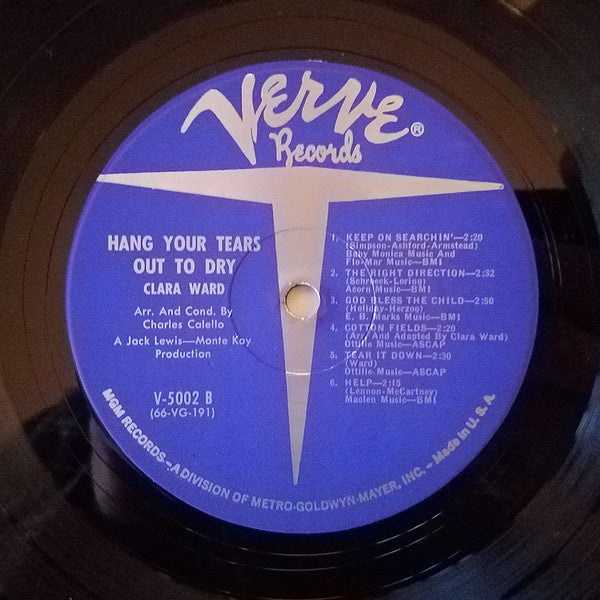 VERVE®
Records
HANG YOUR TEARS
OUT TO DRY
CLARA WARD
Arr. And Cond. By
Charles Calello
A Jack Lewis—Monte Kay
Production
V-5002 B
(66-VG-191)
1. KEEP ON SEARCHIN'—2:20
(Simpson-Ashford-Armstead)
Baby Monica Music And
Flo-Mar Music—BMI
2. THE RIGHT DIRECTION—2:32
(Schroeck-Loring)
Acorn Music—BMI
3. GOD BLESS THE CHILD—2:50
(Holiday-Herzog)
E. B. Marks Music—BMI
4. COTTON FIELDS—2:20
(Arr. And Adapted By Clara Ward)
Ottilie Music—ASCAP
5. TEAR IT DOWN—2:30
(Ward)
Ottilie Music—ASCAP
6. HELP—2:15
(Lennon-McCartney)
Maclen Music—BMI
MGM RECORDS—A DIVISION OF METRO-GOLDWYN-MAYER, INC. – Made in U. S. A.